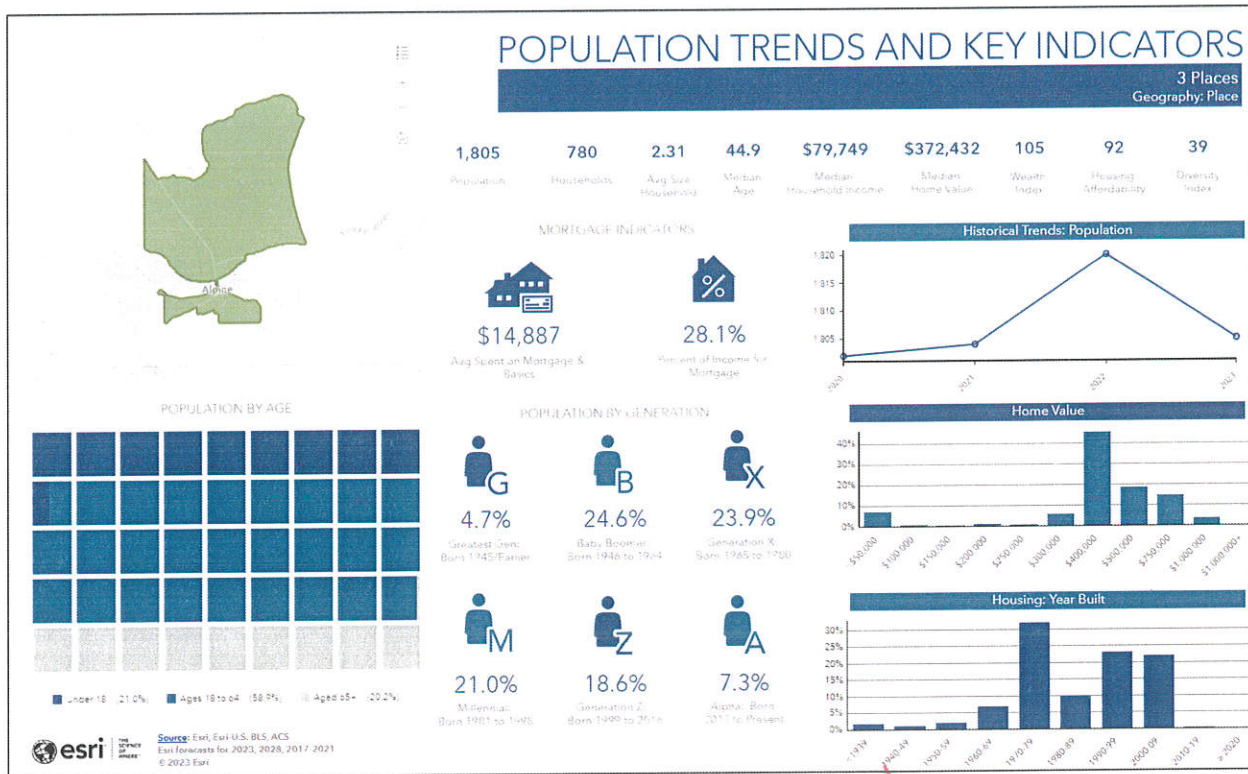 POPULATION TRENDS AND KEY INDICATORS
3 Places
Geography: Place
1,805
Population
780
Households
2.31
Avg Size
Household
44.9
Median
Age
$79,749
Median
Household Income
$372,432
Median
Home Value
105
Wealth
Index
92
Housing
Affordability
39
Diversity
Index
Alpine
MORTGAGE INDICATORS
$14,887
Avg Spent on Mortgage &
Basics
28.1%
Percent of Income for
Mortgage
Historical Trends: Population
1,820
1,815
1,810
1,805
2020
2021
2022
2023
POPULATION BY AGE
Under 18 (21.0%)
Ages 18 to 64 (58.9%)
Aged 65+ (20.2%)
POPULATION BY GENERATION
G
4.7%
Greatest Gen:
Born 1945/Earlier
B
24.6%
Baby Boomer:
Born 1946 to 1964
X
23.9%
Generation X:
Born 1965 to 1980
M
21.0%
Millennial:
Born 1981 to 1998
Z
18.6%
Generation Z:
Born 1999 to 2016
A
7.3%
Alpha: Born
2017 to Present
Home Value
40%
30%
20%
10%
0%
$50,000
$100,000
$150,000
$200,000
$250,000
$300,000
$400,000
$500,000
$750,000
$1,000,000
$1,000,000+
Housing: Year Built
30%
25%
20%
15%
10%
5%
<1939
1940-49
1950-59
1960-69
1970-79
1980-89
1990-99
2000-09
2010-19
≥ 2020
esri
THE
SCIENCE
OF
WHERE
Source: Esri, Esri-U.S. BLS, ACS
Esri forecasts for 2023, 2028, 2017-2021
© 2023 Esri